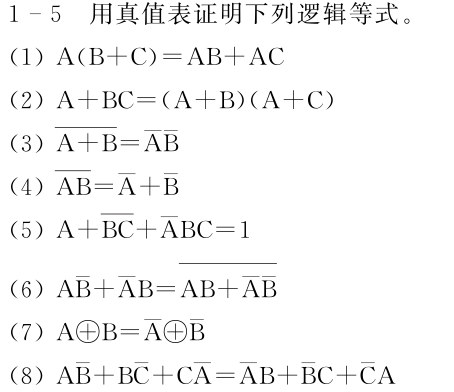 1-5 用真值表证明下列逻辑等式。
(1) A(B+C)=AB+AC
(2) A+BC=(A+B)(A+C)
(3) \overline{A+B}=\overline{A}\overline{B}
(4) \overline{AB}=\overline{A}+\overline{B}
(5) A+\overline{BC}+\overline{A}BC=1
(6) A\overline{B}+\overline{A}B=\overline{AB+\overline{A}\overline{B}}
(7) A⊕B=\overline{A}⊕\overline{B}
(8) A\overline{B}+B\overline{C}+C\overline{A}=\overline{A}B+\overline{B}C+\overline{C}A